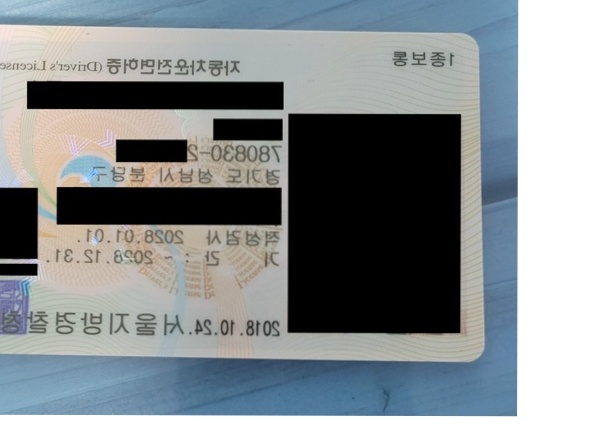 1종보통
자동차운전면허증 (Driver's License
780830-2
경기도 성남시 분당구
적성검사 2028.01.01.
기 간 : ~ 2028.12.31.
2018.10.24. 서울지방경찰청